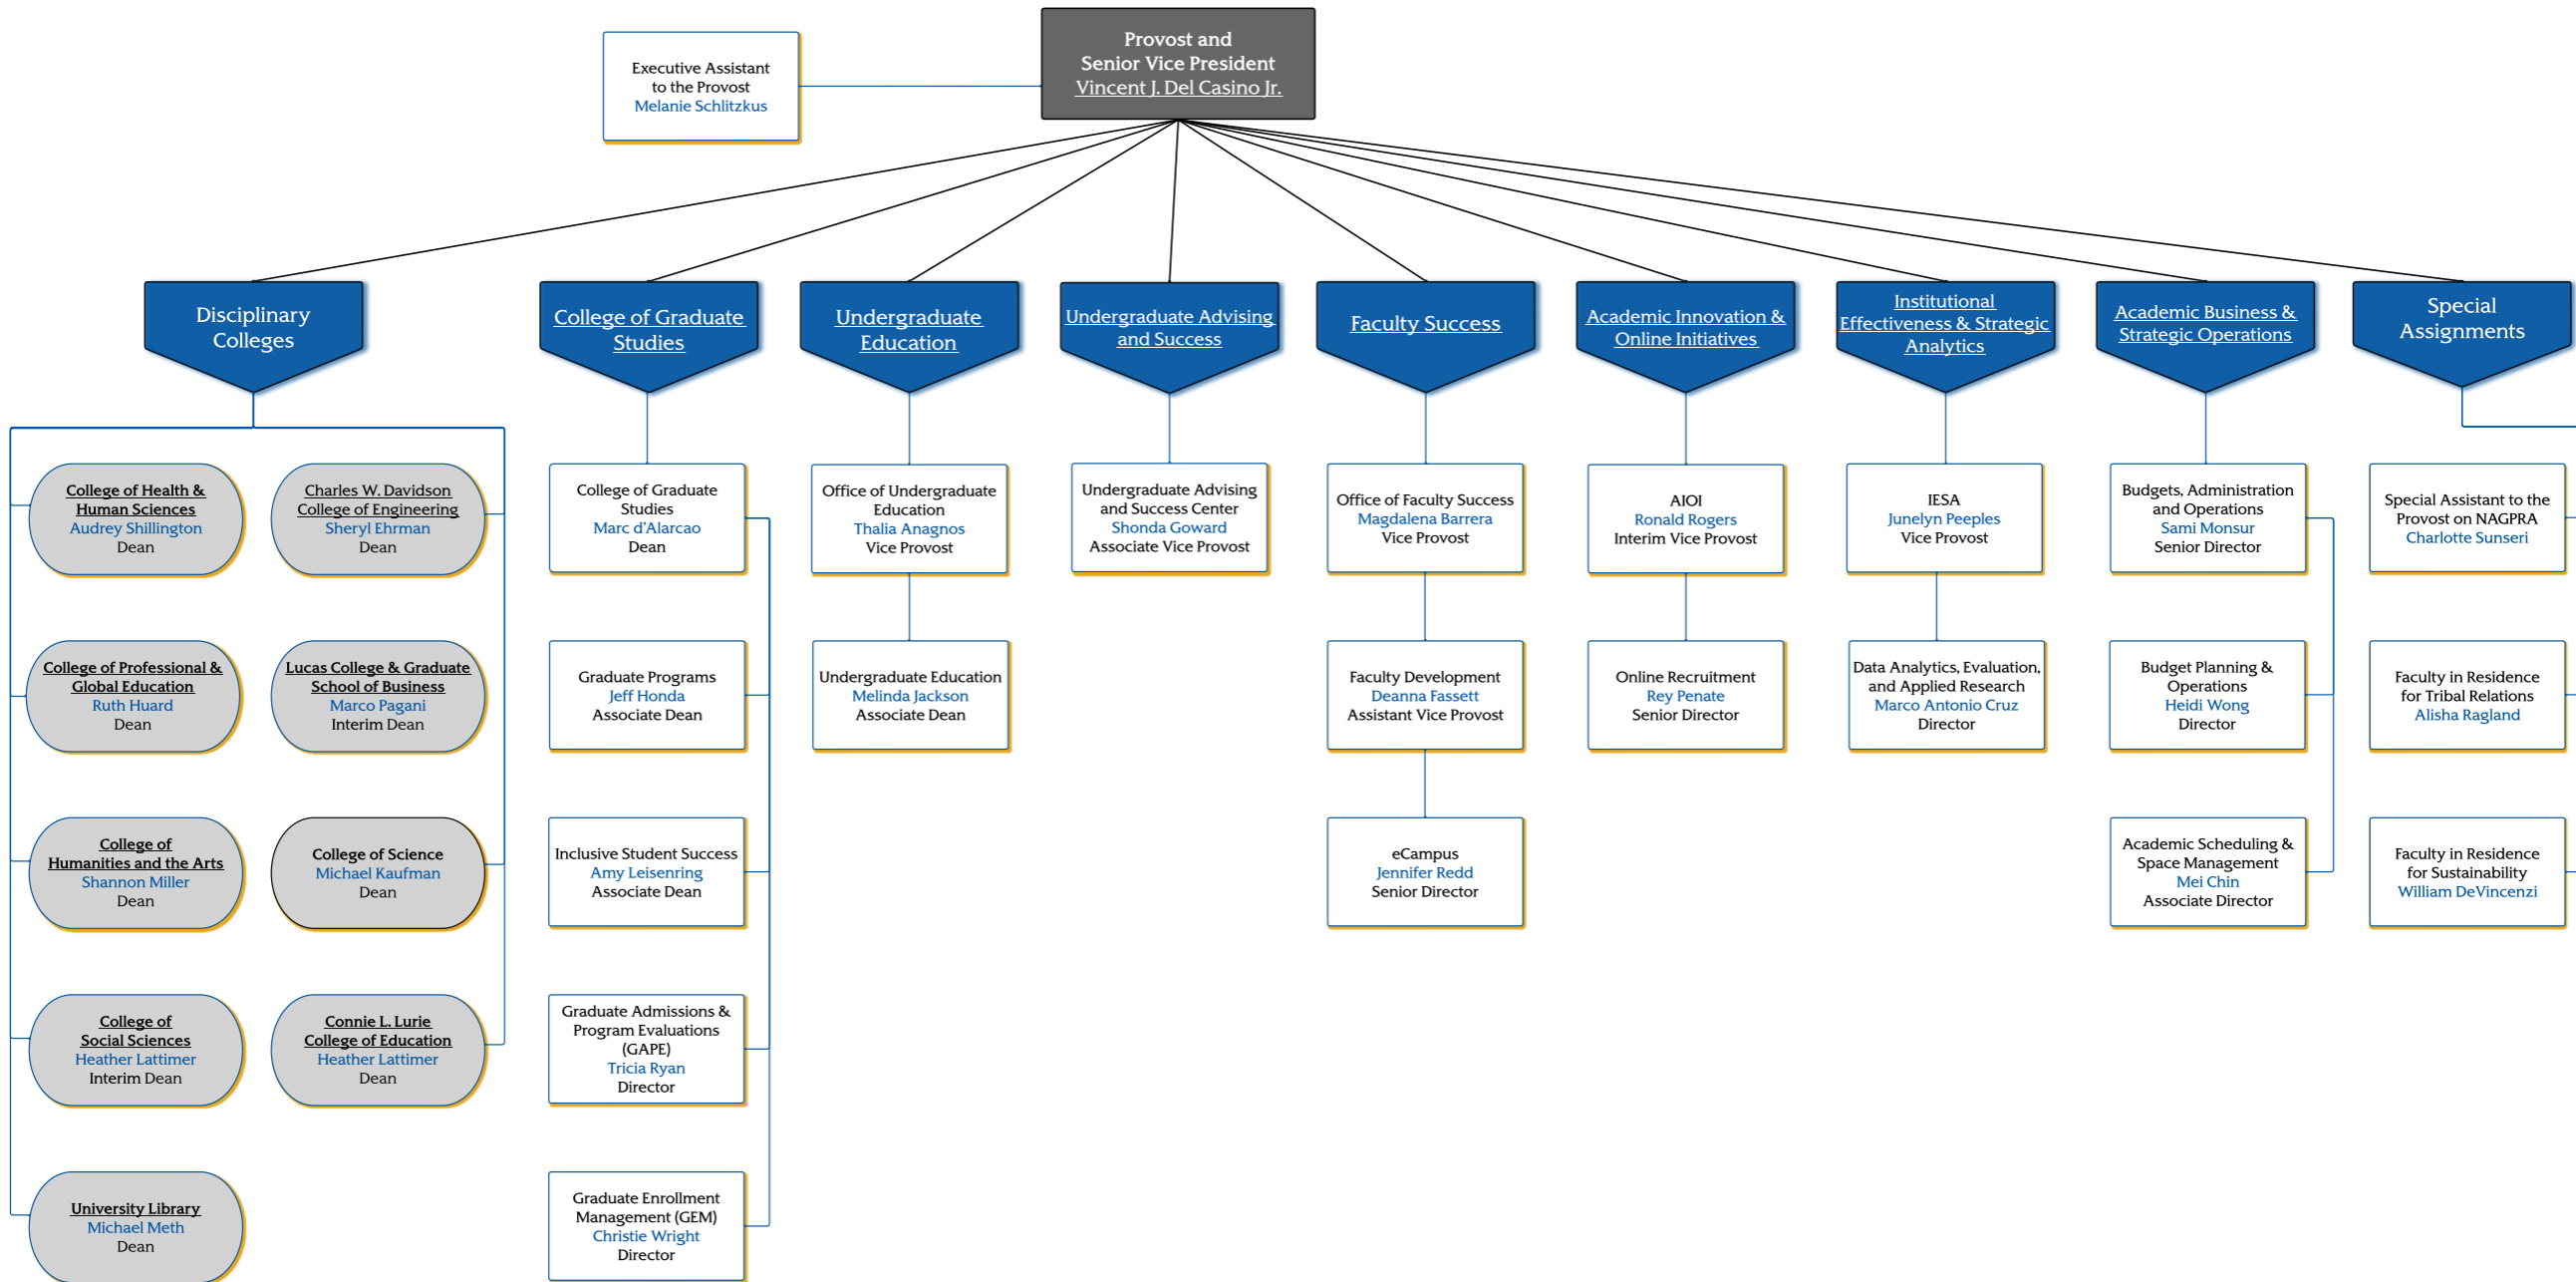 Provost and
Senior Vice President
Vincent J. Del Casino Jr.
Executive Assistant
to the Provost
Melanie Schlitzkus
Disciplinary
Colleges
College of Graduate
Studies
Undergraduate
Education
Undergraduate Advising
and Success
Faculty Success
Academic Innovation &
Online Initiatives
Institutional
Effectiveness & Strategic
Analytics
Academic Business &
Strategic Operations
Special
Assignments
College of Health &
Human Sciences
Audrey Shillington
Dean
Charles W. Davidson
College of Engineering
Sheryl Ehrman
Dean
College of Professional &
Global Education
Ruth Huard
Dean
Lucas College & Graduate
School of Business
Marco Pagani
Interim Dean
College of
Humanities and the Arts
Shannon Miller
Dean
College of Science
Michael Kaufman
Dean
College of
Social Sciences
Heather Lattimer
Interim Dean
Connie L. Lurie
College of Education
Heather Lattimer
Dean
University Library
Michael Meth
Dean
College of Graduate
Studies
Marc d'Alarcao
Dean
Graduate Programs
Jeff Honda
Associate Dean
Inclusive Student Success
Amy Leisenring
Associate Dean
Graduate Admissions &
Program Evaluations
(GAPE)
Tricia Ryan
Director
Graduate Enrollment
Management (GEM)
Christie Wright
Director
Office of Undergraduate
Education
Thalia Anagnos
Vice Provost
Undergraduate Education
Melinda Jackson
Associate Dean
Undergraduate Advising
and Success Center
Shonda Goward
Associate Vice Provost
Office of Faculty Success
Magdalena Barrera
Vice Provost
Faculty Development
Deanna Fassett
Assistant Vice Provost
eCampus
Jennifer Redd
Senior Director
AIOI
Ronald Rogers
Interim Vice Provost
Online Recruitment
Rey Penate
Senior Director
IESA
Junelyn Peeples
Vice Provost
Data Analytics, Evaluation,
and Applied Research
Marco Antonio Cruz
Director
Budgets, Administration
and Operations
Sami Monsur
Senior Director
Budget Planning &
Operations
Heidi Wong
Director
Academic Scheduling &
Space Management
Mei Chin
Associate Director
Special Assistant to the
Provost on NAGPRA
Charlotte Sunseri
Faculty in Residence
for Tribal Relations
Alisha Ragland
Faculty in Residence
for Sustainability
William DeVincenzi